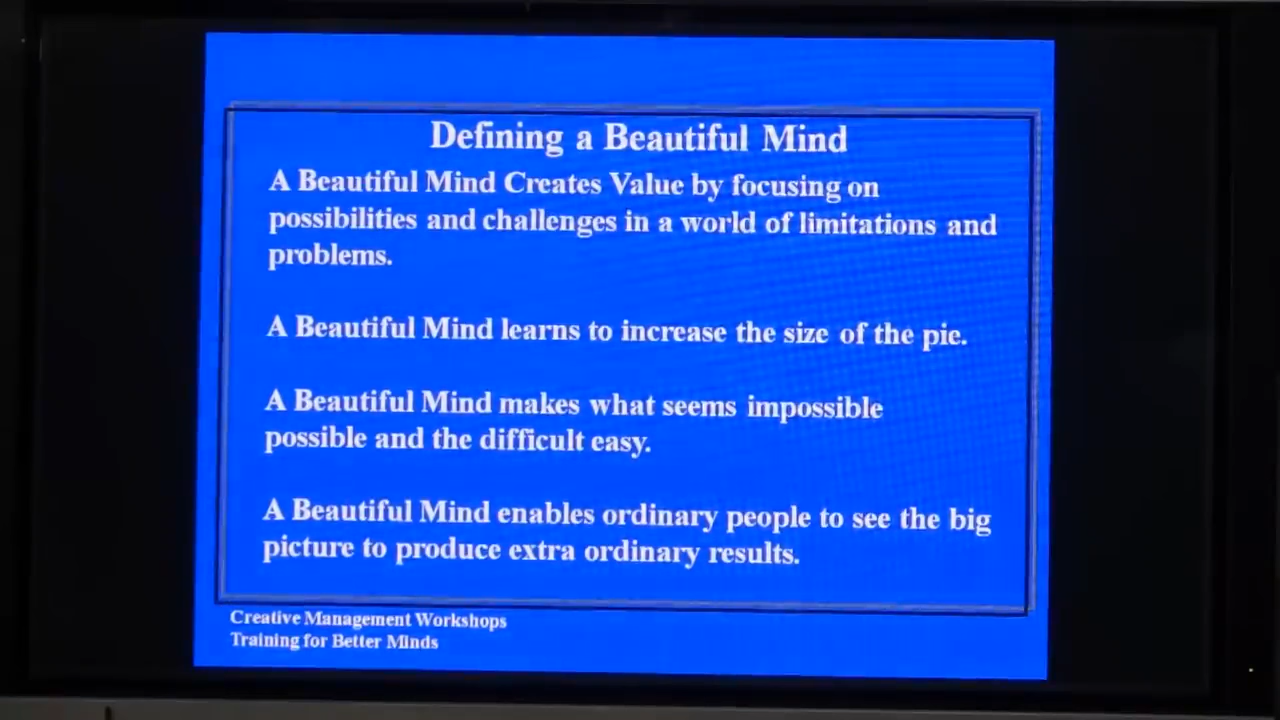 Defining a Beautiful Mind
A Beautiful Mind Creates Value by focusing on
possibilities and challenges in a world of limitations and
problems.
A Beautiful Mind learns to increase the size of the pie.
A Beautiful Mind makes what seems impossible
possible and the difficult easy.
A Beautiful Mind enables ordinary people to see the big
picture to produce extra ordinary results.
Creative Management Workshops
Training for Better Minds